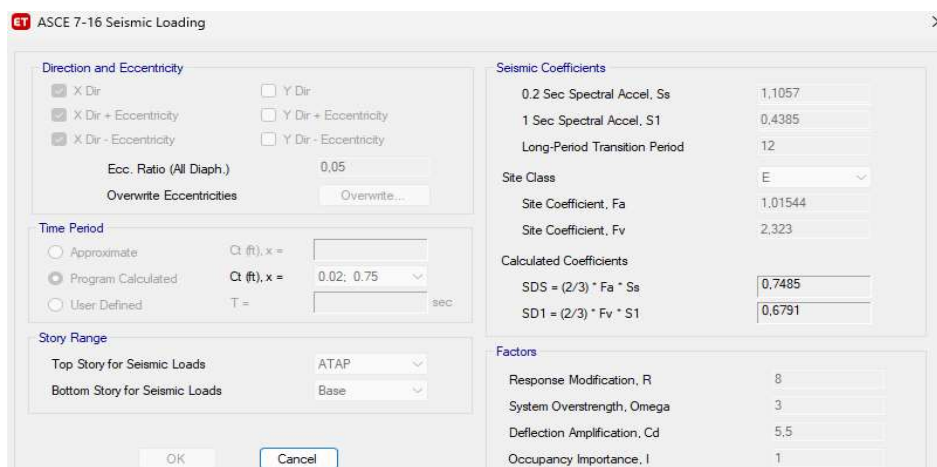 ET ASCE 7-16 Seismic Loading
Direction and Eccentricity
X Dir Y Dir
X Dir + Eccentricity Y Dir + Eccentricity
X Dir - Eccentricity Y Dir - Eccentricity
Ecc. Ratio (All Diaph.) 0,05
Overwrite Eccentricities Overwrite...
Time Period
Approximate Ct (ft), x =
Program Calculated Ct (ft), x = 0.02; 0.75
User Defined T = sec
Story Range
Top Story for Seismic Loads ATAP
Bottom Story for Seismic Loads Base
OK Cancel
Seismic Coefficients
0.2 Sec Spectral Accel, Ss 1,1057
1 Sec Spectral Accel, S1 0,4385
Long-Period Transition Period 12
Site Class E
Site Coefficient, Fa 1,01544
Site Coefficient, Fv 2,323
Calculated Coefficients
SDS = (2/3) * Fa * Ss 0,7485
SD1 = (2/3) * Fv * S1 0,6791
Factors
Response Modification, R 8
System Overstrength, Omega 3
Deflection Amplification, Cd 5,5
Occupancy Importance, I 1